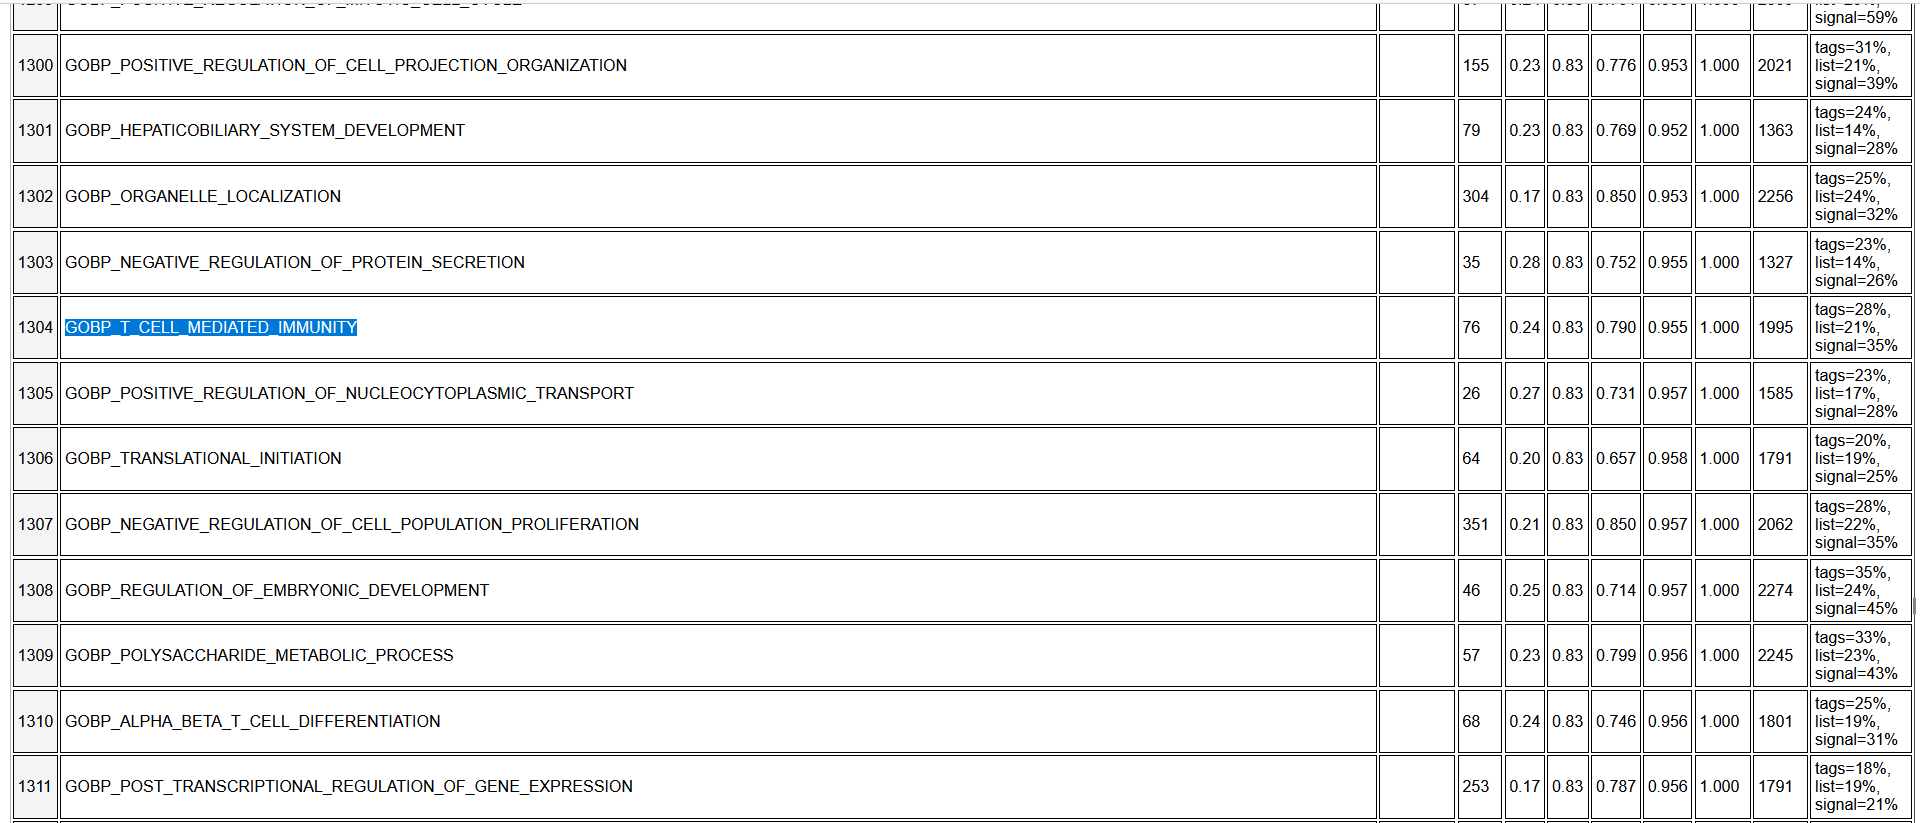 signal=59%
1300 GOBP_POSITIVE_REGULATION_OF_CELL_PROJECTION_ORGANIZATION 155 0.23 0.83 0.776 0.953 1.000 2021 tags=31%,
list=21%,
signal=39%
1301 GOBP_HEPATICOBILIARY_SYSTEM_DEVELOPMENT 79 0.23 0.83 0.769 0.952 1.000 1363 tags=24%,
list=14%,
signal=28%
1302 GOBP_ORGANELLE_LOCALIZATION 304 0.17 0.83 0.850 0.953 1.000 2256 tags=25%,
list=24%,
signal=32%
1303 GOBP_NEGATIVE_REGULATION_OF_PROTEIN_SECRETION 35 0.28 0.83 0.752 0.955 1.000 1327 tags=23%,
list=14%,
signal=26%
1304 GOBP_T_CELL_MEDIATED_IMMUNITY 76 0.24 0.83 0.790 0.955 1.000 1995 tags=28%,
list=21%,
signal=35%
1305 GOBP_POSITIVE_REGULATION_OF_NUCLEOCYTOPLASMIC_TRANSPORT 26 0.27 0.83 0.731 0.957 1.000 1585 tags=23%,
list=17%,
signal=28%
1306 GOBP_TRANSLATIONAL_INITIATION 64 0.20 0.83 0.657 0.958 1.000 1791 tags=20%,
list=19%,
signal=25%
1307 GOBP_NEGATIVE_REGULATION_OF_CELL_POPULATION_PROLIFERATION 351 0.21 0.83 0.850 0.957 1.000 2062 tags=28%,
list=22%,
signal=35%
1308 GOBP_REGULATION_OF_EMBRYONIC_DEVELOPMENT 46 0.25 0.83 0.714 0.957 1.000 2274 tags=35%,
list=24%,
signal=45%
1309 GOBP_POLYSACCHARIDE_METABOLIC_PROCESS 57 0.23 0.83 0.799 0.956 1.000 2245 tags=33%,
list=23%,
signal=43%
1310 GOBP_ALPHA_BETA_T_CELL_DIFFERENTIATION 68 0.24 0.83 0.746 0.956 1.000 1801 tags=25%,
list=19%,
signal=31%
1311 GOBP_POST_TRANSCRIPTIONAL_REGULATION_OF_GENE_EXPRESSION 253 0.17 0.83 0.787 0.956 1.000 1791 tags=18%,
list=19%,
signal=21%